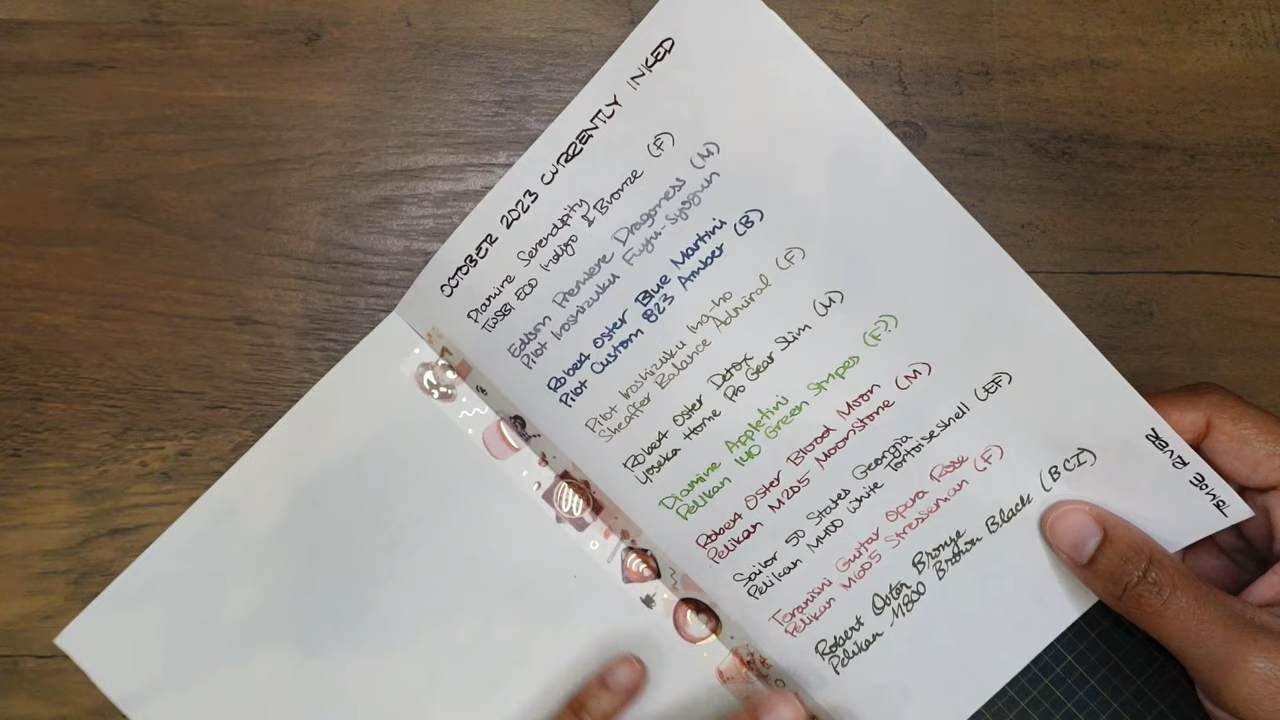 OCTOBER 2023 CURRENTLY INKED
Diamine Serendipity
TWSBI ECO Indigo & Bronze (F)
Edison Premiere Dragoness (M)
Pilot Iroshizuku Fuyu-Syogun
Robert Oster Blue Martini
Pilot Custom 823 Amber (B)
Pilot Iroshizuku Ina-ho
Sheaffer Balance Admiral (F)
Robert Oster Detox
Yoseka Home Pro Gear Slim (M)
Diamine Appletini
Pelikan 140 Green Stripes (F?)
Robert Oster Blood Moon
Pelikan M205 Moonstone (M)
Sailor 50 States Georgia
Pelikan M400 White Tortoiseshell (EF)
Teranishi Guitar Opera Rose
Pelikan M605 Stresseman (F)
Robert Oster Bronze
Pelikan M800 Brown Black (BCI)
TOMOE RIVER